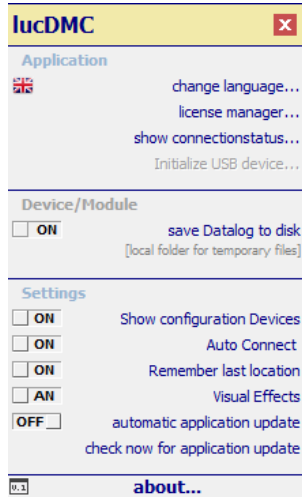 lucDMC X
Application
change language...
license manager...
show connectionstatus...
Initialize USB device...
Device/Module
ON save Datalog to disk
[local folder for temporary files]
Settings
ON Show configuration Devices
ON Auto Connect
ON Remember last location
AN Visual Effects
OFF automatic application update
check now for application update
v.1 about...